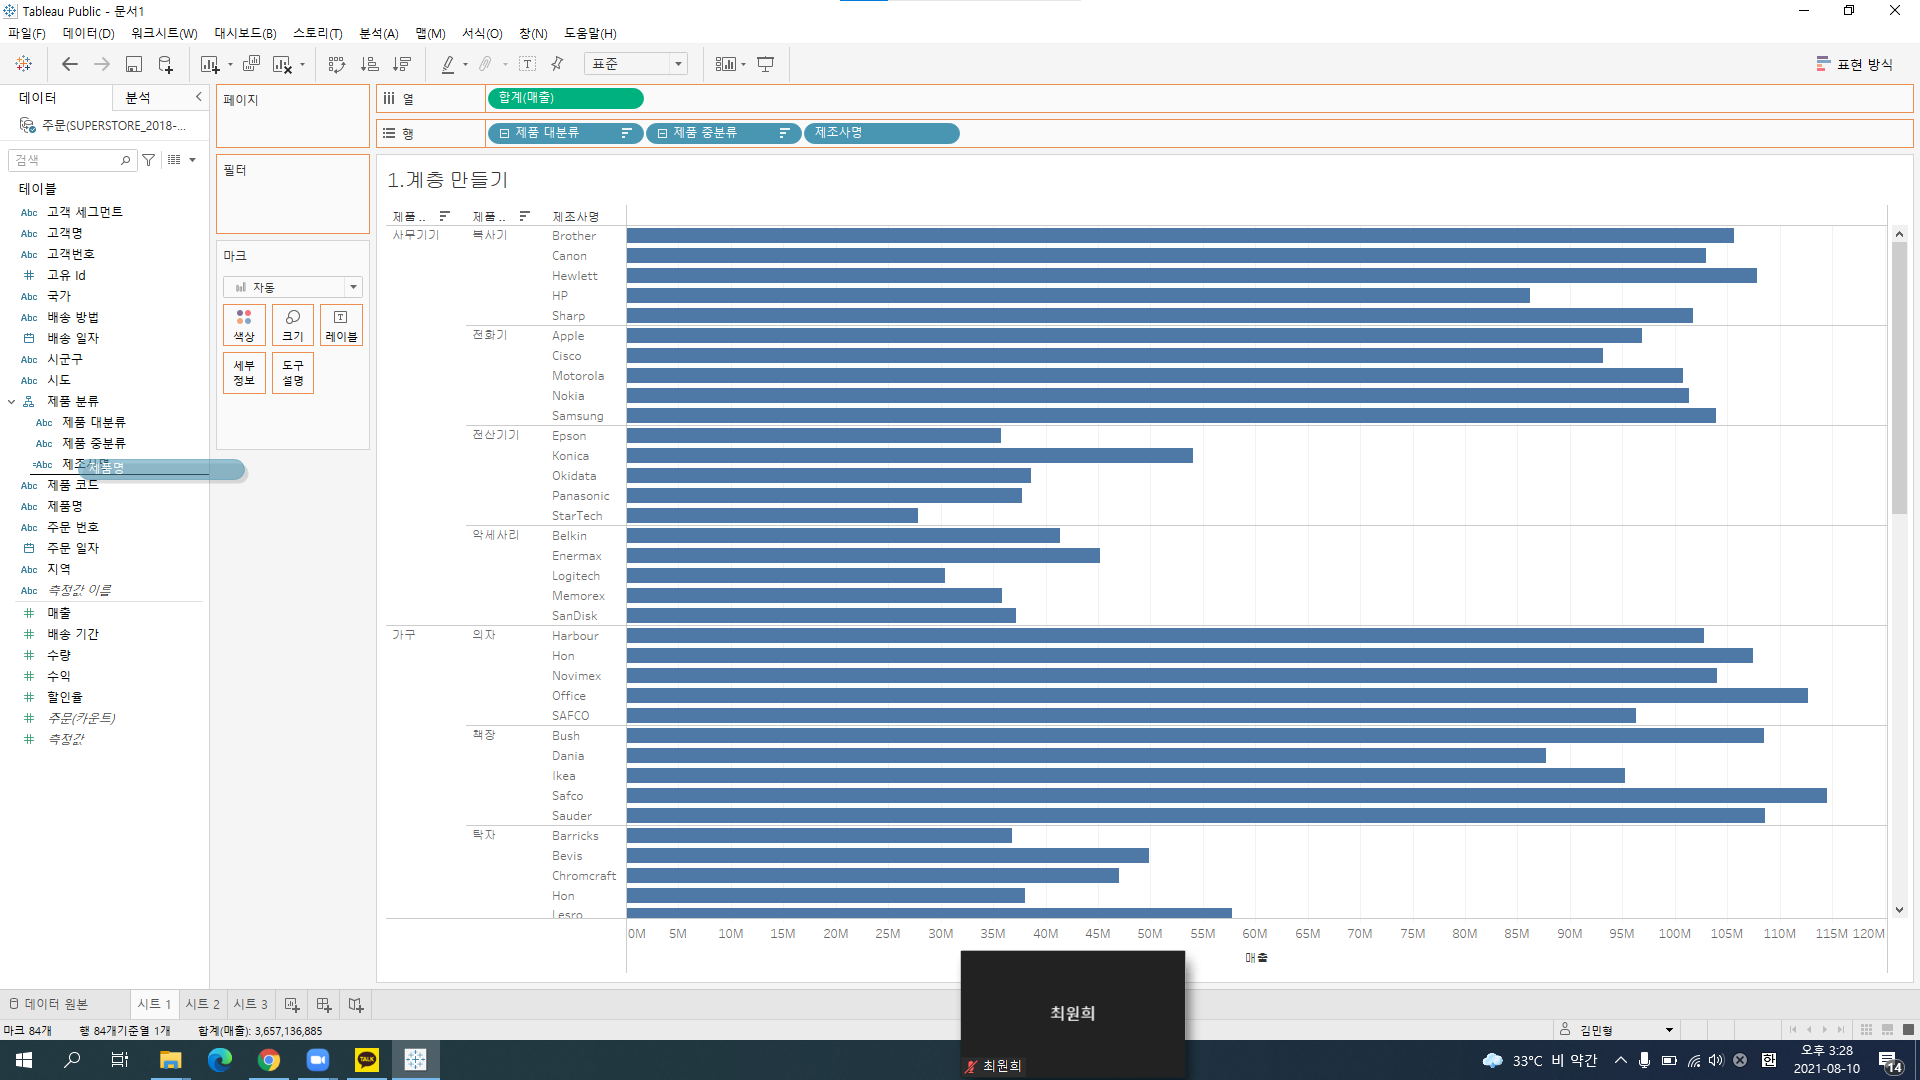 Tableau Public - 문서1
파일(F) 데이터(D) 워크시트(W) 대시보드(B) 스토리(T) 분석(A) 맵(M) 서식(O) 창(N) 도움말(H)
표준
표현 방식
데이터 분석
주문(SUPERSTORE_2018-...
검색
테이블
Abc 고객 세그먼트
Abc 고객명
Abc 고객번호
# 고유 Id
Abc 국가
Abc 배송 방법
배송 일자
Abc 시군구
Abc 시도
제품 분류
Abc 제품 대분류
Abc 제품 중분류
=Abc 제조사명
제품명
Abc 제품 코드
Abc 제품명
Abc 주문 번호
주문 일자
Abc 지역
Abc 측정값 이름
# 매출
# 배송 기간
# 수량
# 수익
# 할인율
# 주문(카운트)
# 측정값
페이지
필터
마크
자동
색상 크기 레이블
세부 정보 도구 설명
열 합계(매출)
행 제품 대분류 제품 중분류 제조사명
1.계층 만들기
제품 .. 제품 .. 제조사명
사무기기 복사기 Brother
Canon
Hewlett
HP
Sharp
전화기 Apple
Cisco
Motorola
Nokia
Samsung
전산기기 Epson
Konica
Okidata
Panasonic
StarTech
악세사리 Belkin
Enermax
Logitech
Memorex
SanDisk
가구 의자 Harbour
Hon
Novimex
Office
SAFCO
책장 Bush
Dania
Ikea
Safco
Sauder
탁자 Barricks
Bevis
Chromcraft
Hon
Lesro
0M 5M 10M 15M 20M 25M 30M 35M 40M 45M 50M 55M 60M 65M 70M 75M 80M 85M 90M 95M 100M 105M 110M 115M 120M
매출
최원희
최원희
데이터 원본 시트 1 시트 2 시트 3
마크 84개 행 84개기준열 1개 합계(매출): 3,657,136,885
김민형
TALK
33°C 비 약간
한
오후 3:28
2021-08-10
14